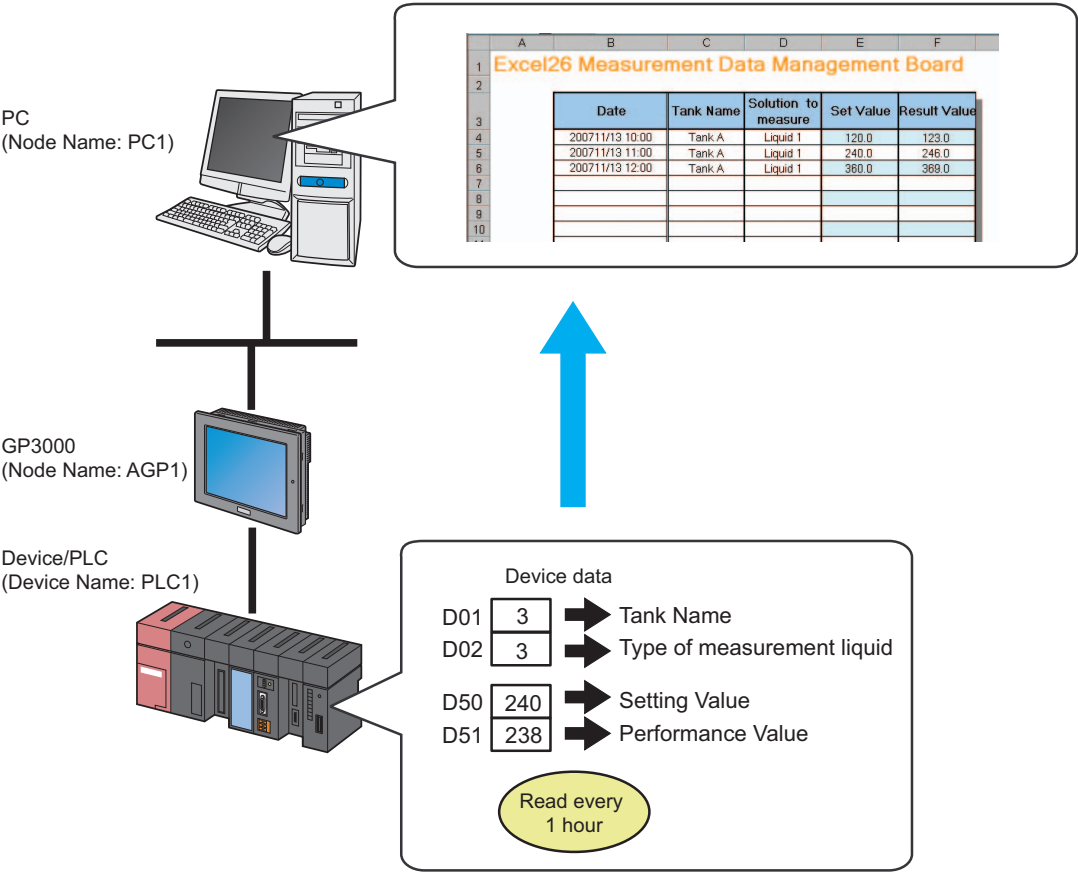 PC
(Node Name: PC1)
A B C D E F
1 Excel26 Measurement Data Management Board
2
3 Date Tank Name Solution to measure Set Value Result Value
4 200711/13 10:00 Tank A Liquid 1 120.0 123.0
5 200711/13 11:00 Tank A Liquid 1 240.0 246.0
6 200711/13 12:00 Tank A Liquid 1 360.0 369.0
7
8
9
10
GP3000
(Node Name: AGP1)
Device/PLC
(Device Name: PLC1)
Device data
D01 3 Tank Name
D02 3 Type of measurement liquid
D50 240 Setting Value
D51 238 Performance Value
Read every
1 hour